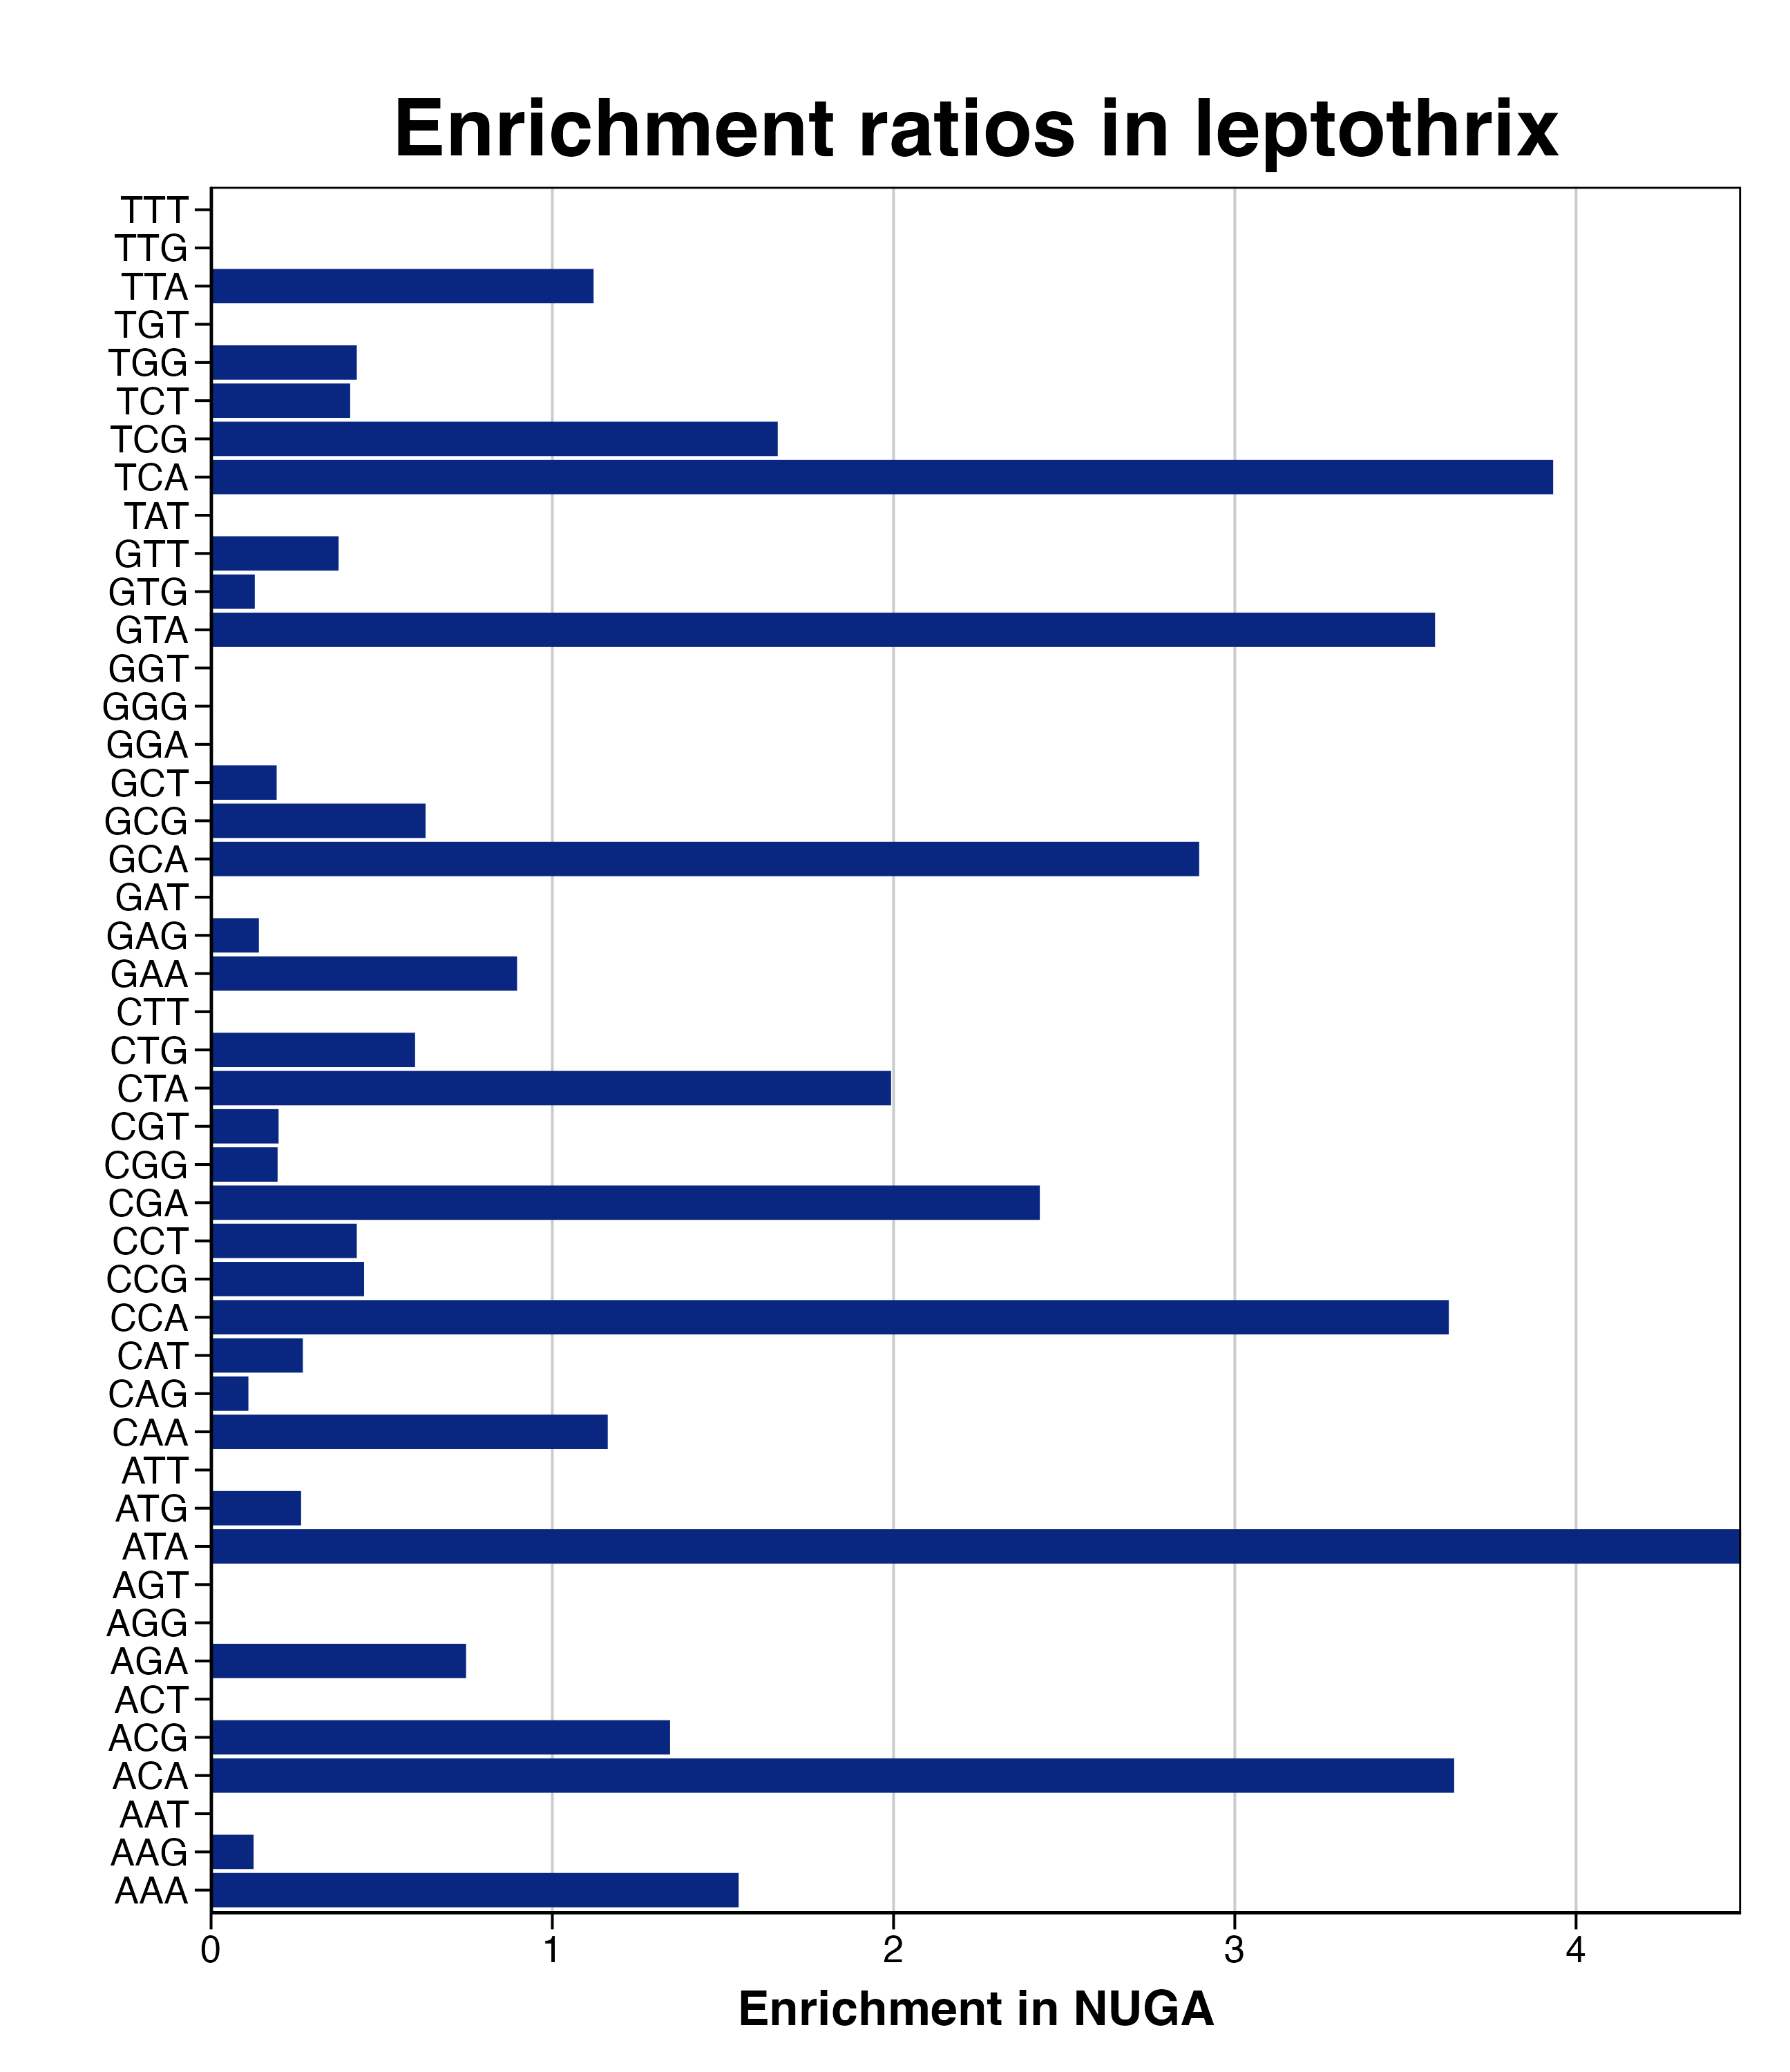 Enrichment ratios in leptothrix
TTT
TTG
TTA
TGT
TGG
TCT
TCG
TCA
TAT
GTT
GTG
GTA
GGT
GGG
GGA
GCT
GCG
GCA
GAT
GAG
GAA
CTT
CTG
CTA
CGT
CGG
CGA
CCT
CCG
CCA
CAT
CAG
CAA
ATT
ATG
ATA
AGT
AGG
AGA
ACT
ACG
ACA
AAT
AAG
AAA
0 1 2 3 4
Enrichment in NUGA